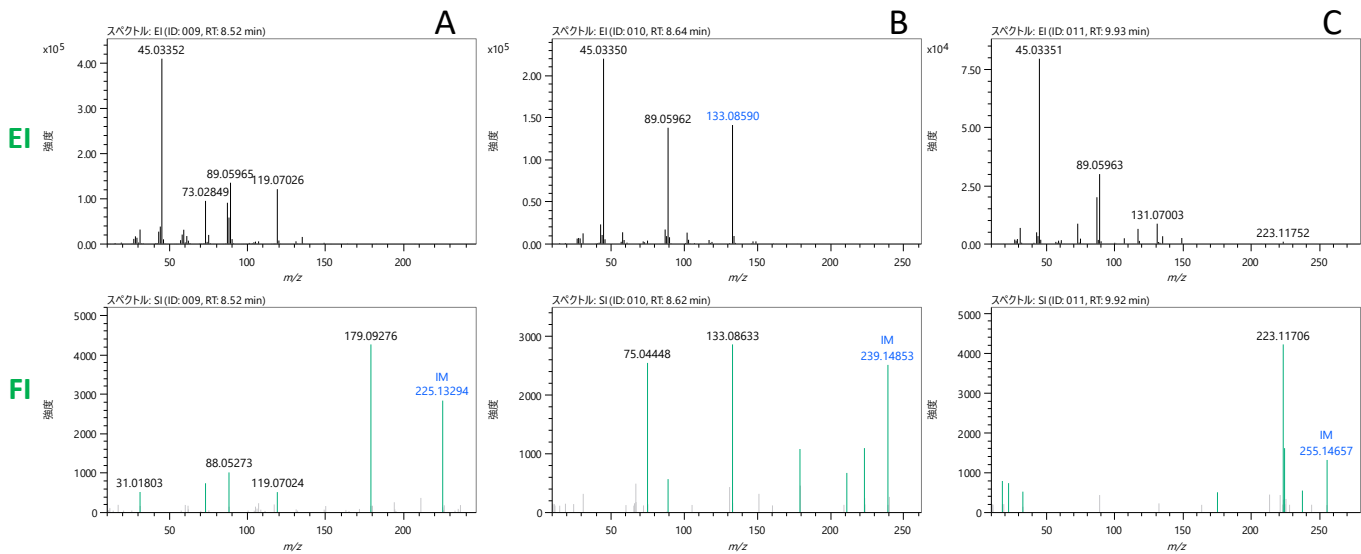 A
B
C
EI
FI
スペクトル: EI (ID: 009, RT: 8.52 min)
x10⁵
45.03352
4.00
3.00
2.00
1.00
0.00
強度
73.02849
89.05965
119.07026
50
100
150
200
m/z
スペクトル: EI (ID: 010, RT: 8.64 min)
x10⁵
45.03350
2.00
1.50
1.00
0.50
0.00
強度
89.05962
133.08590
50
100
150
200
250
m/z
スペクトル: EI (ID: 011, RT: 9.93 min)
x10⁴
45.03351
7.50
5.00
2.50
0.00
強度
89.05963
131.07003
223.11752
50
100
150
200
250
m/z
スペクトル: SI (ID: 009, RT: 8.52 min)
5000
4000
3000
2000
1000
0
強度
179.09276
IM
225.13294
31.01803
88.05273
119.07024
50
100
150
200
m/z
スペクトル: SI (ID: 010, RT: 8.62 min)
3000
2000
1000
0
強度
75.04448
133.08633
IM
239.14853
50
100
150
200
250
m/z
スペクトル: SI (ID: 011, RT: 9.92 min)
5000
4000
3000
2000
1000
0
強度
223.11706
IM
255.14657
50
100
150
200
250
m/z